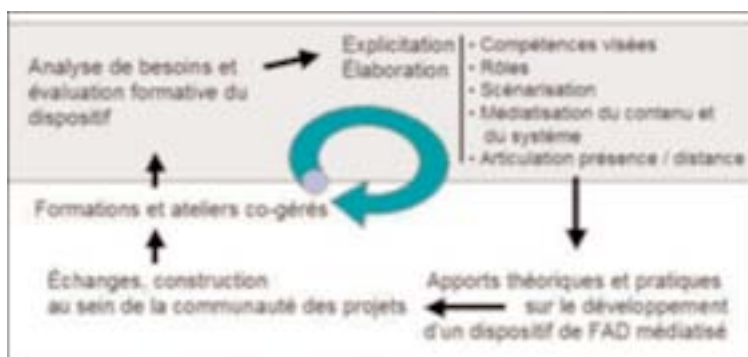 Analyse de besoins et
évaluation formative du
dispositif
Explicitation
Élaboration
• Compétences visées
• Rôles
• Scénarisation
• Médiatisation du contenu et
du système
• Articulation présence / distance
Formations et ateliers co-gérés
Échanges, construction
au sein de la communauté des projets
Apports théoriques et pratiques
sur le développement
d'un dispositif de FAD médiatisé